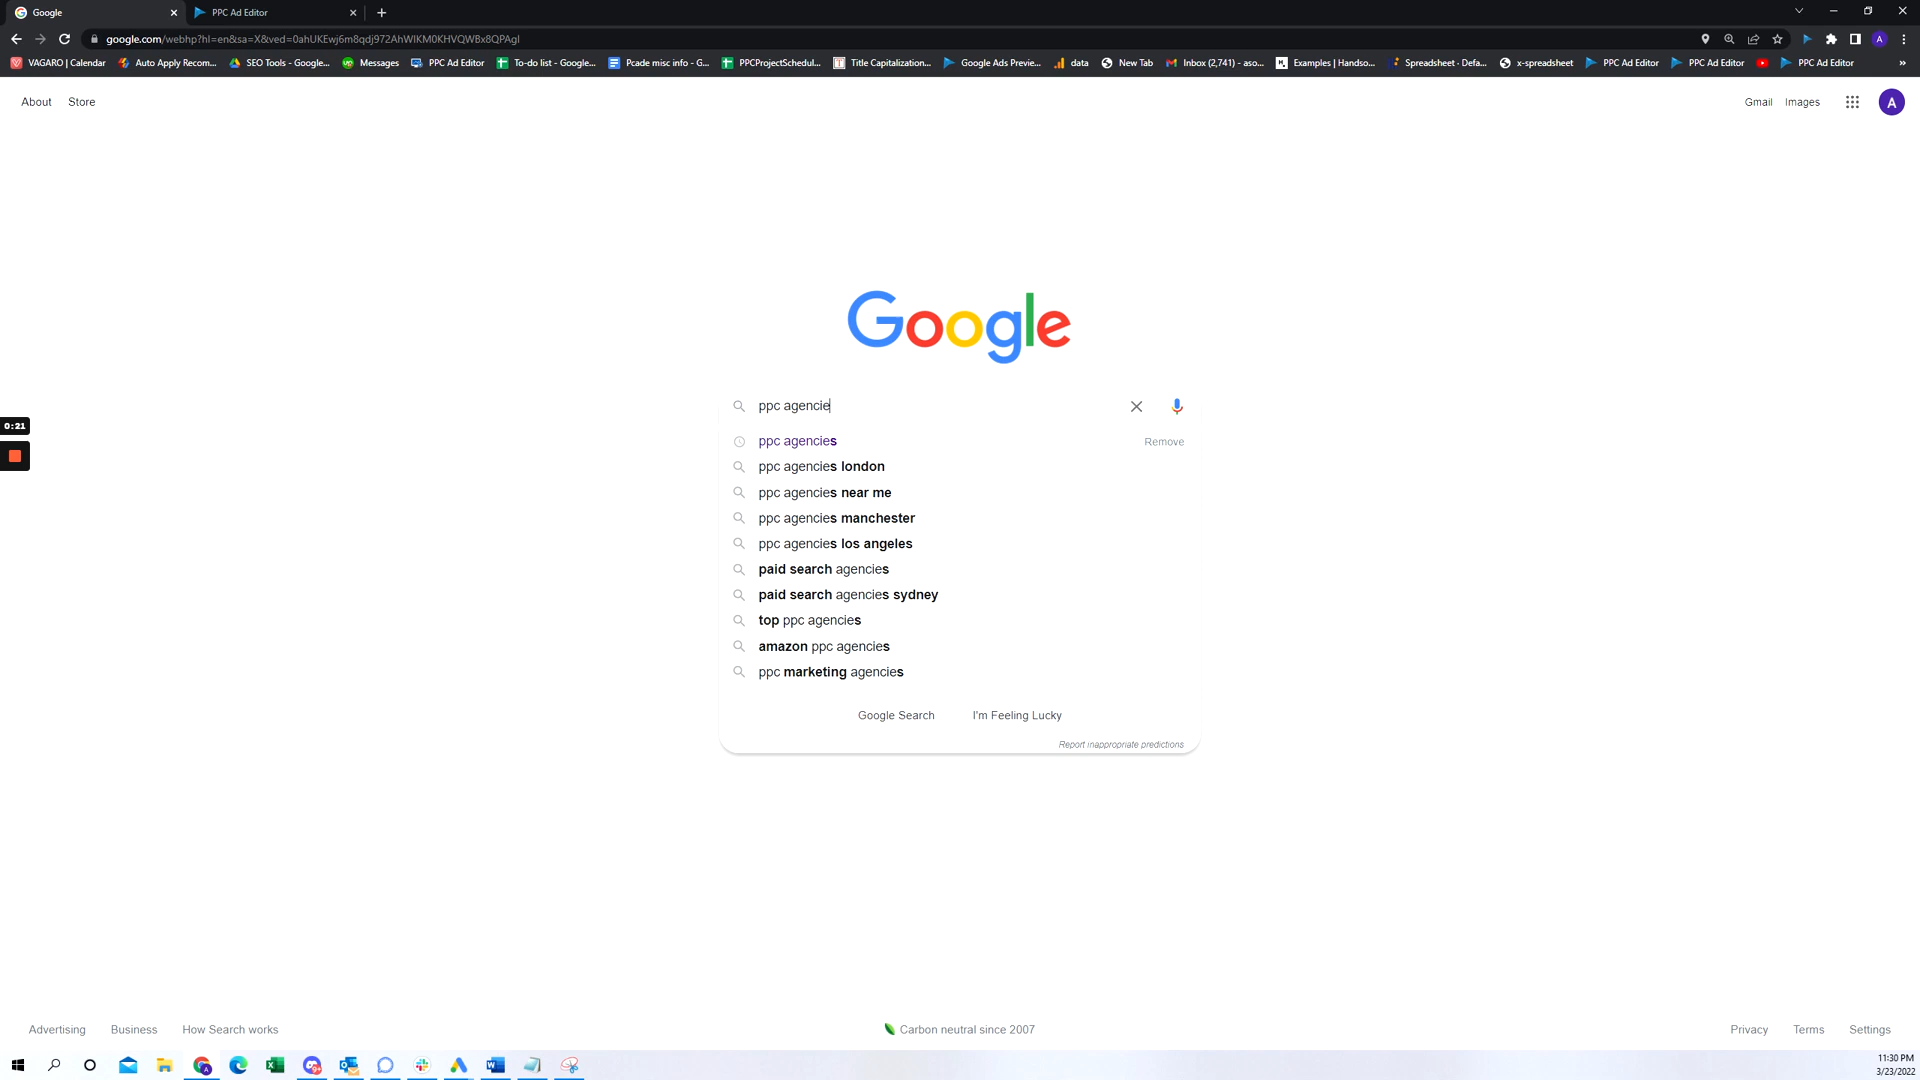 Google
PPC Ad Editor
google.com/webhp?hl=en&sa=X&ved=0ahUKEwj6m8qdj972AhWIKM0KHVQWBx8QPAgI
VAGARO | Calendar
Auto Apply Recom...
SEO Tools - Google...
Messages
PPC Ad Editor
To-do list - Google...
Pcade misc info - G...
PPCProjectSchedul...
Title Capitalization...
Google Ads Previe...
data
New Tab
Inbox (2,741) - aso...
Examples | Handso...
Spreadsheet - Defa...
x-spreadsheet
PPC Ad Editor
PPC Ad Editor
PPC Ad Editor
About
Store
Gmail
Images
A
Google
ppc agencie
0:21
ppc agencies
Remove
ppc agencies london
ppc agencies near me
ppc agencies manchester
ppc agencies los angeles
paid search agencies
paid search agencies sydney
top ppc agencies
amazon ppc agencies
ppc marketing agencies
Google Search
I'm Feeling Lucky
Report inappropriate predictions
Advertising
Business
How Search works
Carbon neutral since 2007
Privacy
Terms
Settings
11:30 PM
3/23/2022